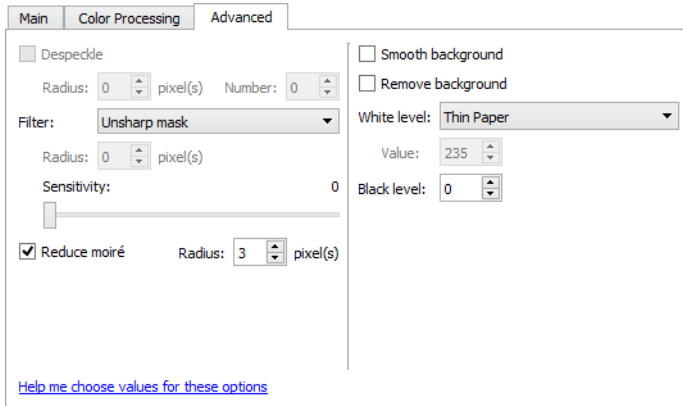 Main Color Processing Advanced
Despeckle
Radius: 0 pixel(s) Number: 0
Filter: Unsharp mask
Radius: 0 pixel(s)
Sensitivity: 0
Reduce moiré Radius: 3 pixel(s)
Smooth background
Remove background
White level: Thin Paper
Value: 235
Black level: 0
Help me choose values for these options